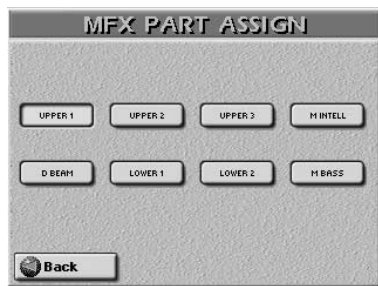 MFX PART ASSIGN
UPPER 1 UPPER 2 UPPER 3 M INTELL
D BEAM LOWER 1 LOWER 2 M BASS
Back